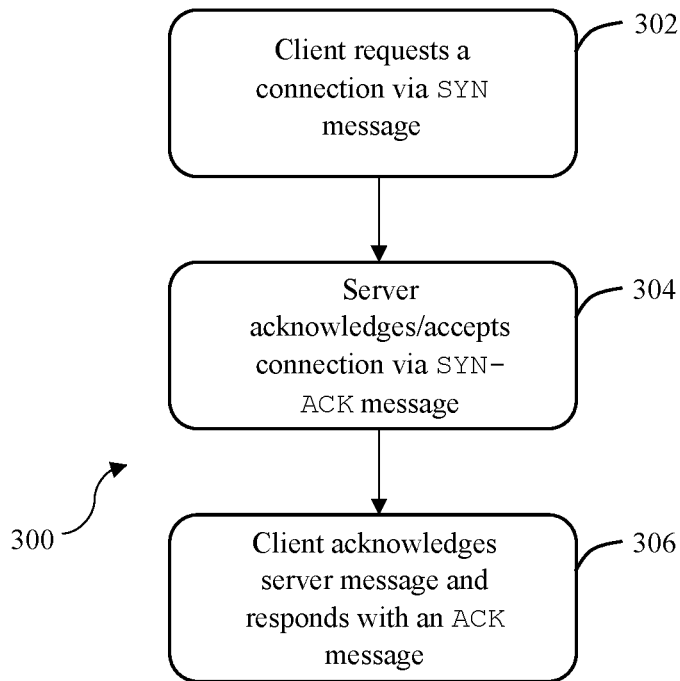 Client requests a
connection via SYN
message
302
Server
acknowledges/accepts
connection via SYN-
ACK message
304
300
Client acknowledges
server message and
responds with an ACK
message
306